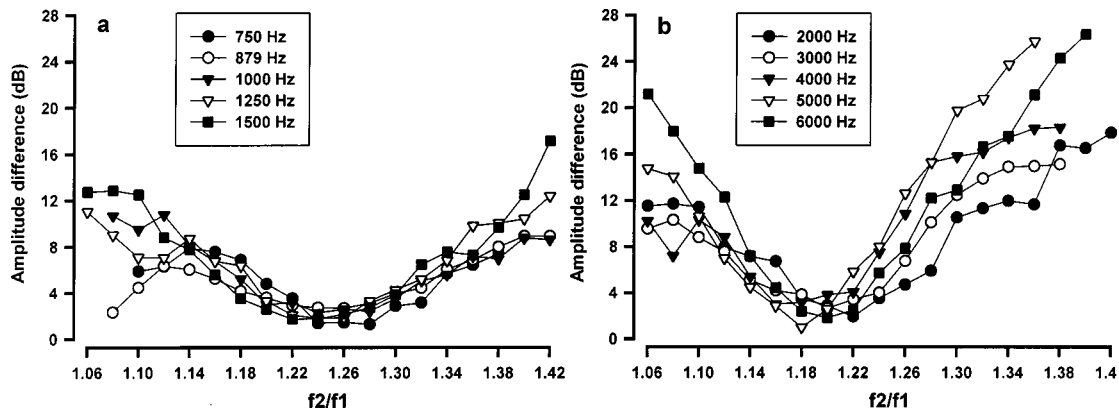 a
750 Hz
879 Hz
1000 Hz
1250 Hz
1500 Hz
Amplitude difference (dB)
28
24
20
16
12
8
4
0
1.06 1.10 1.14 1.18 1.22 1.26 1.30 1.34 1.38 1.42
f2/f1
b
2000 Hz
3000 Hz
4000 Hz
5000 Hz
6000 Hz
Amplitude difference (dB)
28
24
20
16
12
8
4
0
1.06 1.10 1.14 1.18 1.22 1.26 1.30 1.34 1.38 1.4
f2/f1